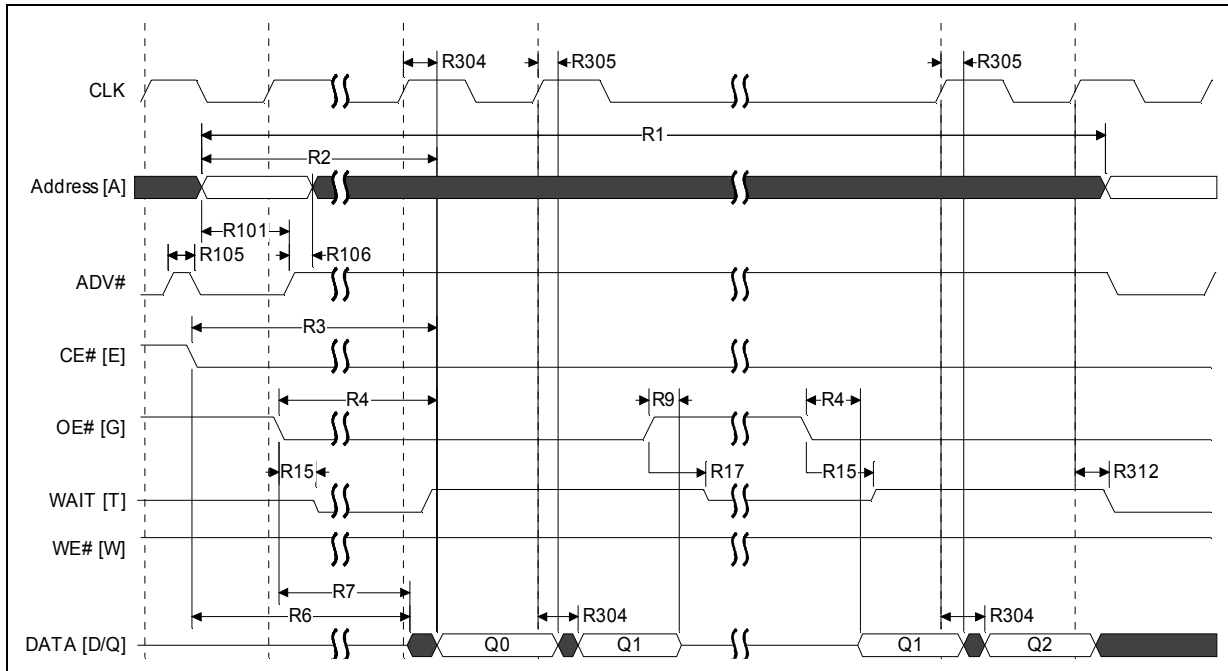 R304
R305
R305
CLK
R1
R2
Address [A]
R101
R105
R106
ADV#
R3
CE# [E]
R4
R9
R4
OE# [G]
R15
R17
R15
R312
WAIT [T]
WE# [W]
R7
R6
R304
R304
DATA [D/Q]
Q0
Q1
Q1
Q2